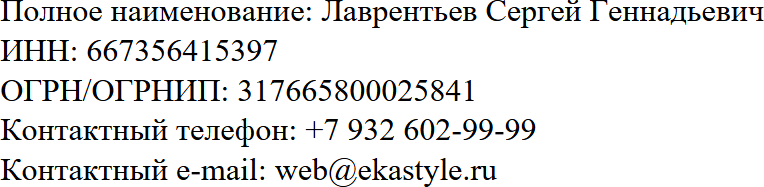 Полное наименование: Лаврентьев Сергей Геннадьевич
ИНН: 667356415397
ОГРН/ОГРНИП: 317665800025841
Контактный телефон: +7 932 602-99-99
Контактный e-mail: web@ekastyle.ru